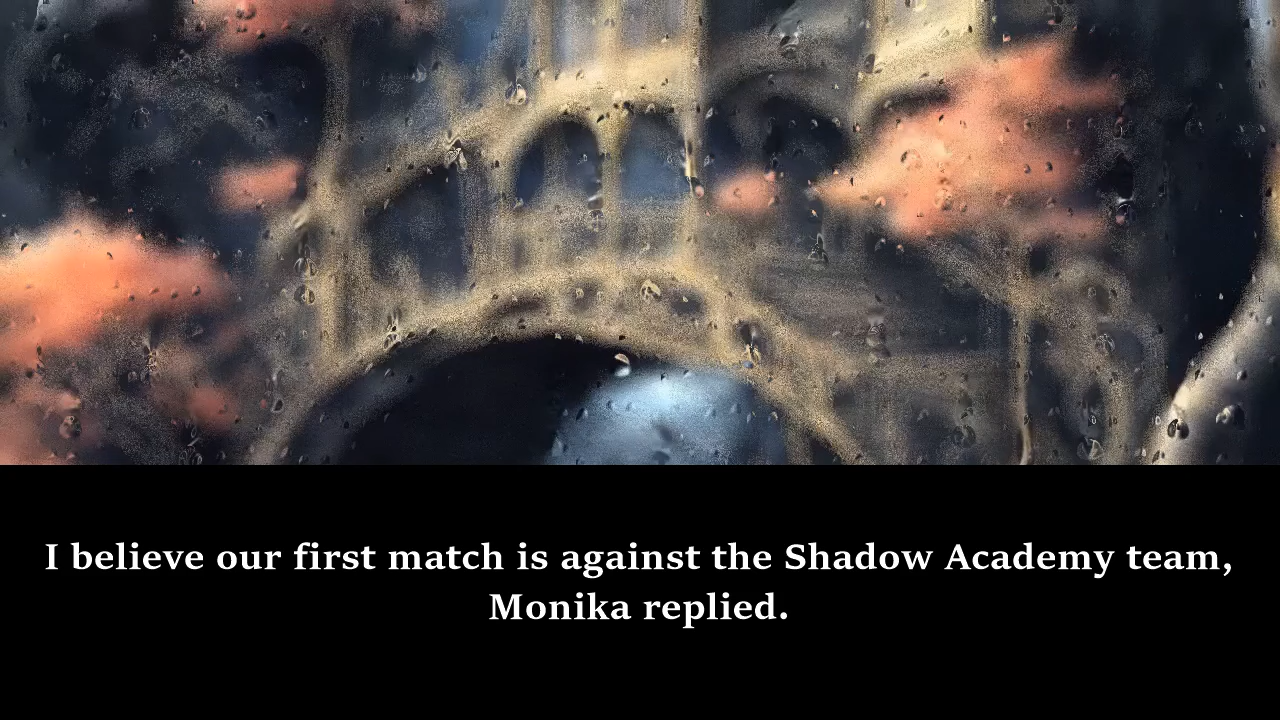 I believe our first match is against the Shadow Academy team,
Monika replied.